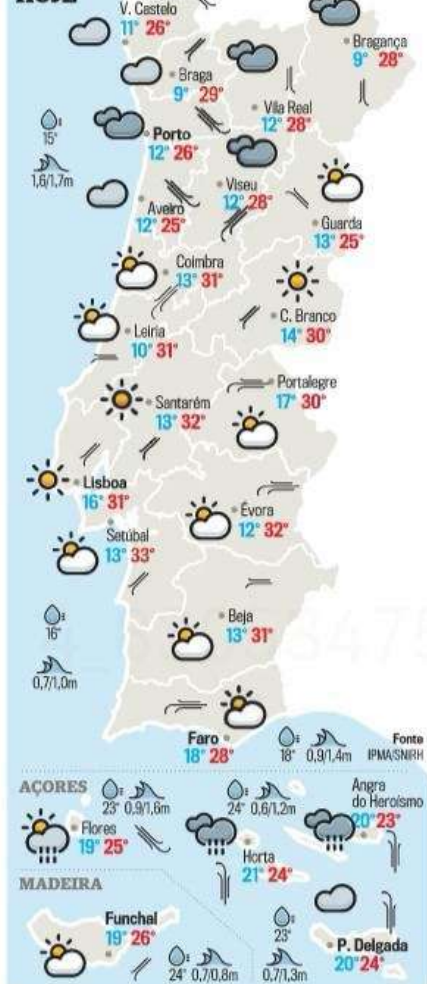 V. Castelo
11° 26°
Bragança
9° 28°
Braga
9° 29°
Vila Real
12° 28°
Porto
12° 26°
15°
1,6/1,7m
Viseu
12° 28°
Aveiro
12° 25°
Guarda
13° 25°
Coimbra
13° 31°
C. Branco
14° 30°
Leiria
10° 31°
Portalegre
17° 30°
Santarém
13° 32°
Lisboa
16° 31°
Évora
12° 32°
Setúbal
13° 33°
16°
0,7/1,0m
Beja
13° 31°
Faro
18° 28°
18° 0,9/1,4m
Fonte
IPMA/SNIRH
AÇORES
23° 0,9/1,6m
24° 0,6/1,2m
Angra
do Heroísmo
20° 23°
Flores
19° 25°
Horta
21° 24°
MADEIRA
Funchal
19° 26°
24° 0,7/0,8m
23°
0,7/1,3m
P. Delgada
20° 24°